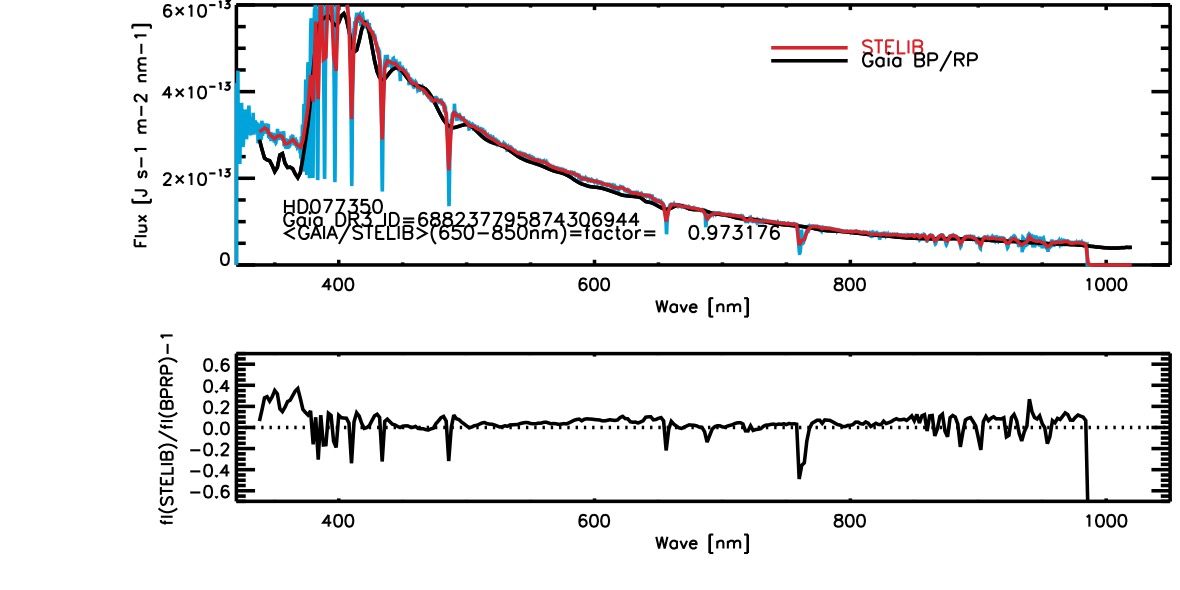 6×10−13
4×10−13
2×10−13
0
Flux [J s−1 m−2 nm−1]
STELIB
Gaia BP/RP
HD077350
Gaia DR3 ID=688237795874306944
<GAIA/STELIB>(650−850nm)=factor= 0.973176
400 600 800 1000
Wave [nm]
0.6
0.4
0.2
0.0
−0.2
−0.4
−0.6
fl(STELIB)/fl(BPRP)−1
400 600 800 1000
Wave [nm]